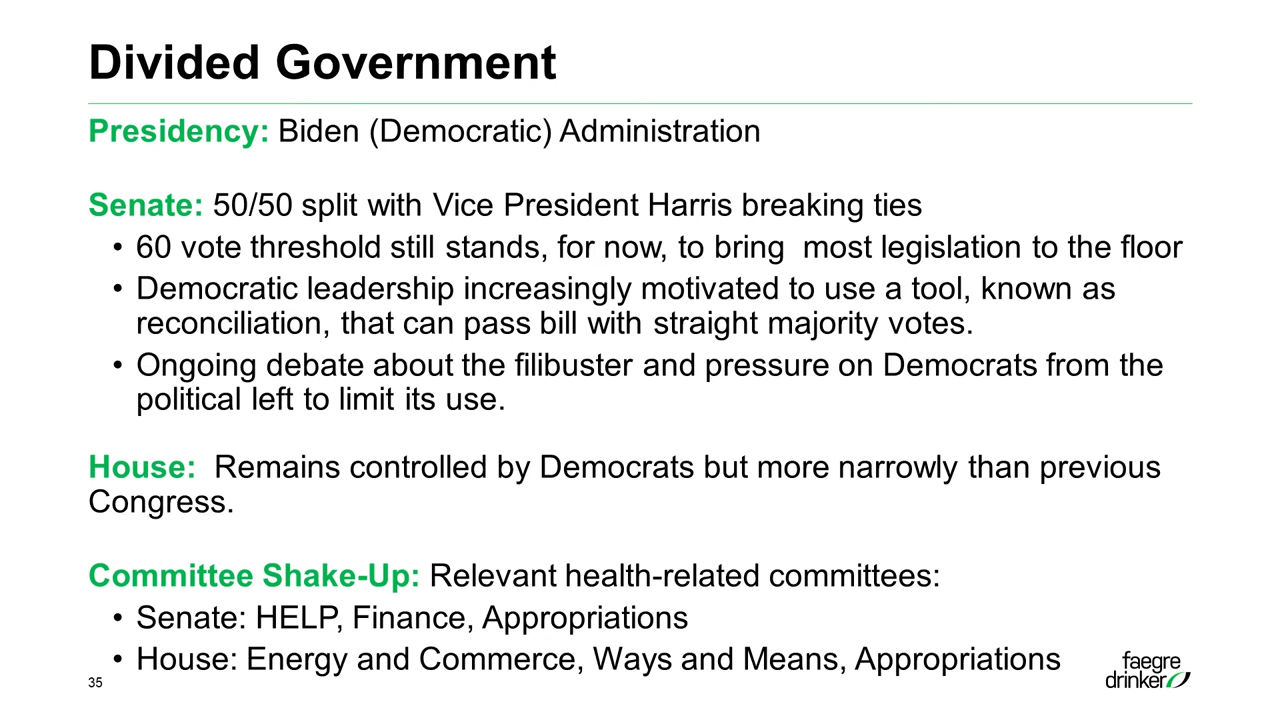 Divided Government
Presidency: Biden (Democratic) Administration
Senate: 50/50 split with Vice President Harris breaking ties
• 60 vote threshold still stands, for now, to bring  most legislation to the floor
• Democratic leadership increasingly motivated to use a tool, known as
reconciliation, that can pass bill with straight majority votes.
• Ongoing debate about the filibuster and pressure on Democrats from the
political left to limit its use.
House:  Remains controlled by Democrats but more narrowly than previous
Congress.
Committee Shake-Up: Relevant health-related committees:
• Senate: HELP, Finance, Appropriations
• House: Energy and Commerce, Ways and Means, Appropriations
35
faegre
drinker